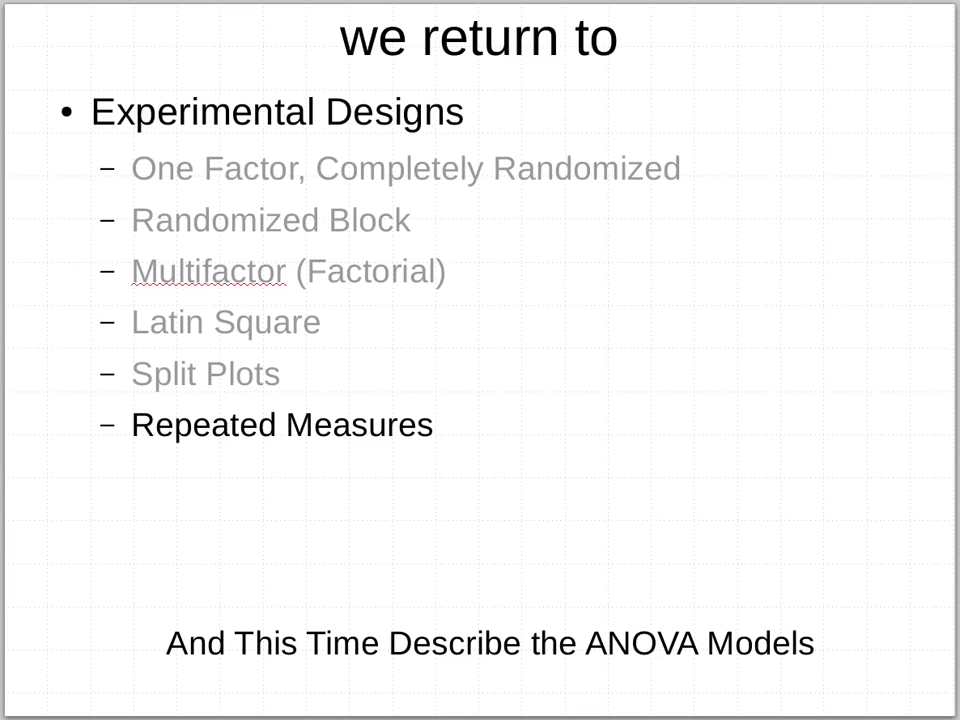 we return to
• Experimental Designs
– One Factor, Completely Randomized
– Randomized Block
– Multifactor (Factorial)
– Latin Square
– Split Plots
– Repeated Measures
And This Time Describe the ANOVA Models